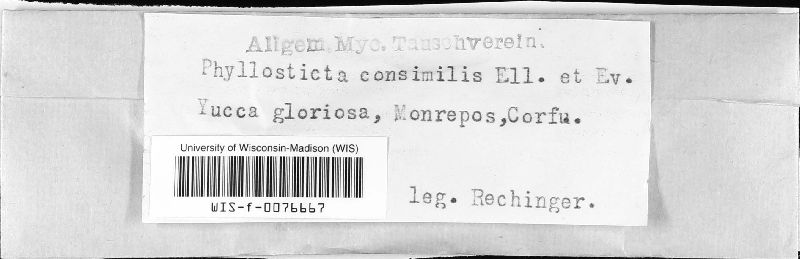 Allgem. Myc. Tauschverein.
Phyllosticta consimilis Ell. et Ev.
Yucca gloriosa, Monrepos,Corfu.
University of Wisconsin-Madison (WIS)
WIS-f-0076667
leg. Rechinger.